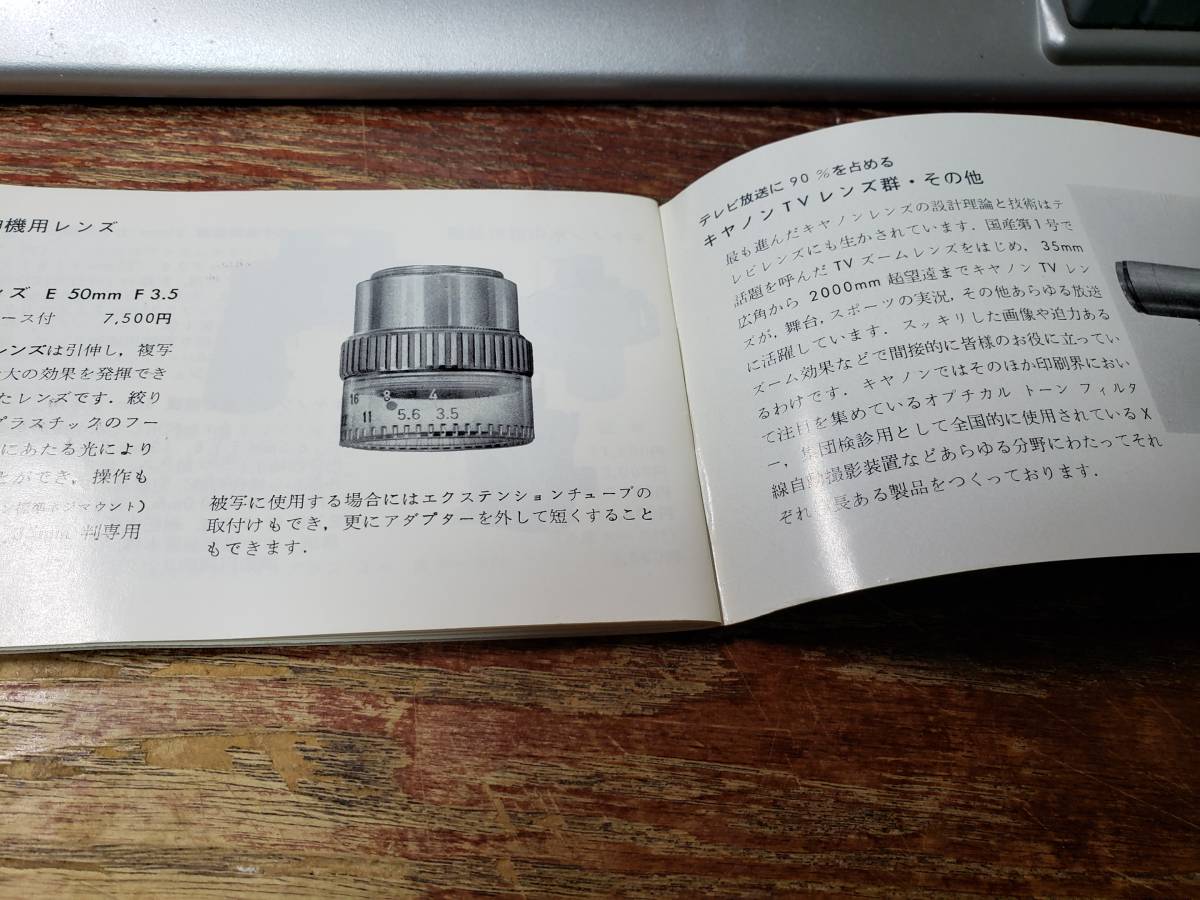 機用レンズ
ズ E 50mm F 3.5
ース付 7,500円
レンズは引伸し，複写
大の効果を発揮でき
たレンズです．絞り
プラスチックのフー
にあたる光により
とができ，操作も
ン標準ネジマウント)
判専用
16 8 4
11 5.6 3.5
被写に使用する場合にはエクステンションチューブの
取付けもでき，更にアダプターを外して短くすること
もできます．
テレビ放送に 90 %を占める
キヤノン TV レンズ群・その他
最も進んだキヤノンレンズの設計理論と技術はテ
レビレンズにも生かされています．国産第1号で
話題を呼んだ TV ズームレンズをはじめ，35mm
広角から 2000mm 超望遠までキヤノン TV レン
ズが，舞台，スポーツの実況，その他あらゆる放送
に活躍しています．スッキリした画像や迫力ある
ズーム効果などで間接的に皆様のお役に立ってい
るわけです．キヤノンではそのほか印刷界におい
て注目を集めているオプチカル トーン フィルタ
ー，集団検診用として全国的に使用されている X
線自動撮影装置などあらゆる分野にわたってそれ
ぞれ長ある製品をつくっております．